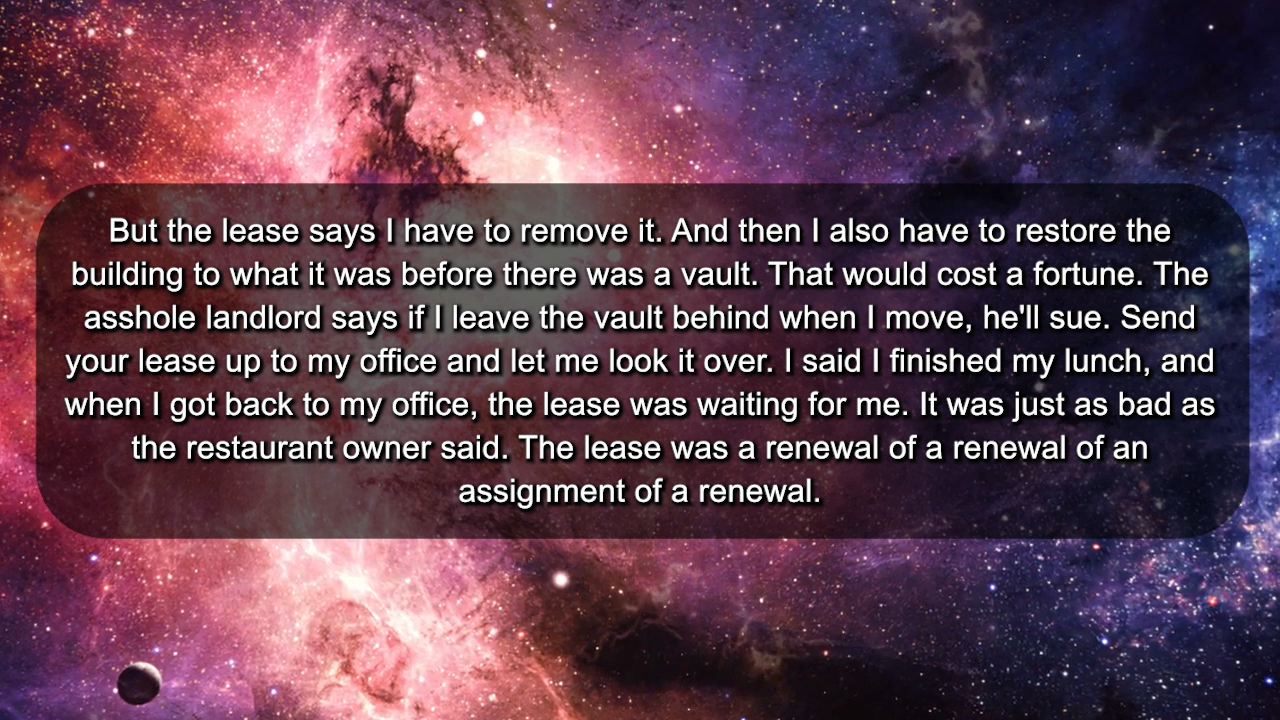 But the lease says I have to remove it. And then I also have to restore the
building to what it was before there was a vault. That would cost a fortune. The
asshole landlord says if I leave the vault behind when I move, he'll sue. Send
your lease up to my office and let me look it over. I said I finished my lunch, and
when I got back to my office, the lease was waiting for me. It was just as bad as
the restaurant owner said. The lease was a renewal of a renewal of an
assignment of a renewal.